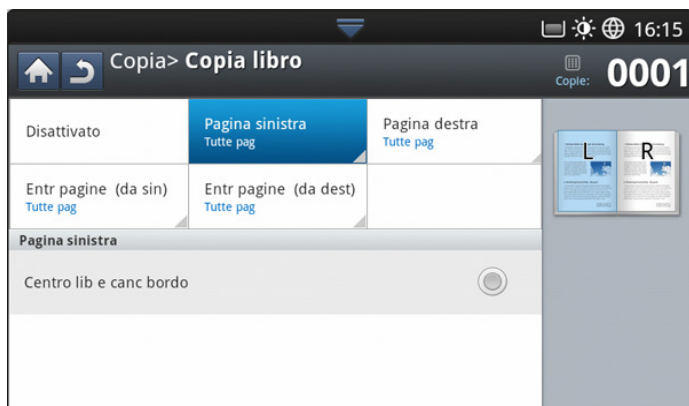 16:15
Copia> Copia libro
Copie: 0001
Disattivato
Pagina sinistra
Tutte pag
Pagina destra
Tutte pag
Entr pagine (da sin)
Tutte pag
Entr pagine (da dest)
Tutte pag
L R
Pagina sinistra
Centro lib e canc bordo